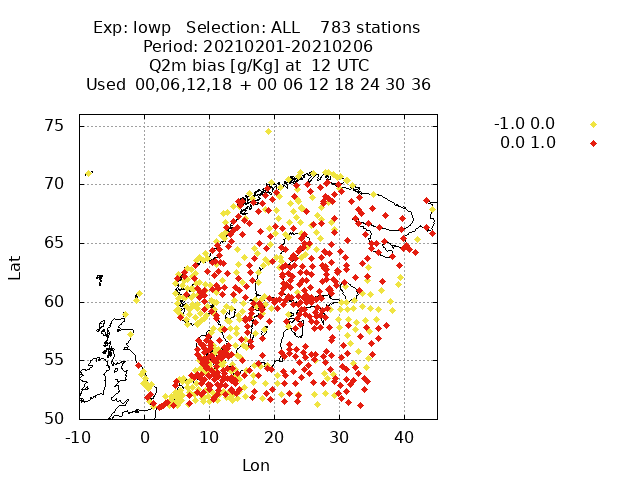 Exp: lowp   Selection: ALL    783 stations
Period: 20210201-20210206
Q2m bias [g/Kg] at  12 UTC
Used  00,06,12,18 + 00 06 12 18 24 30 36
-1.0 0.0
0.0 1.0
75
70
65
60
55
50
Lat
-10 0 10 20 30 40
Lon